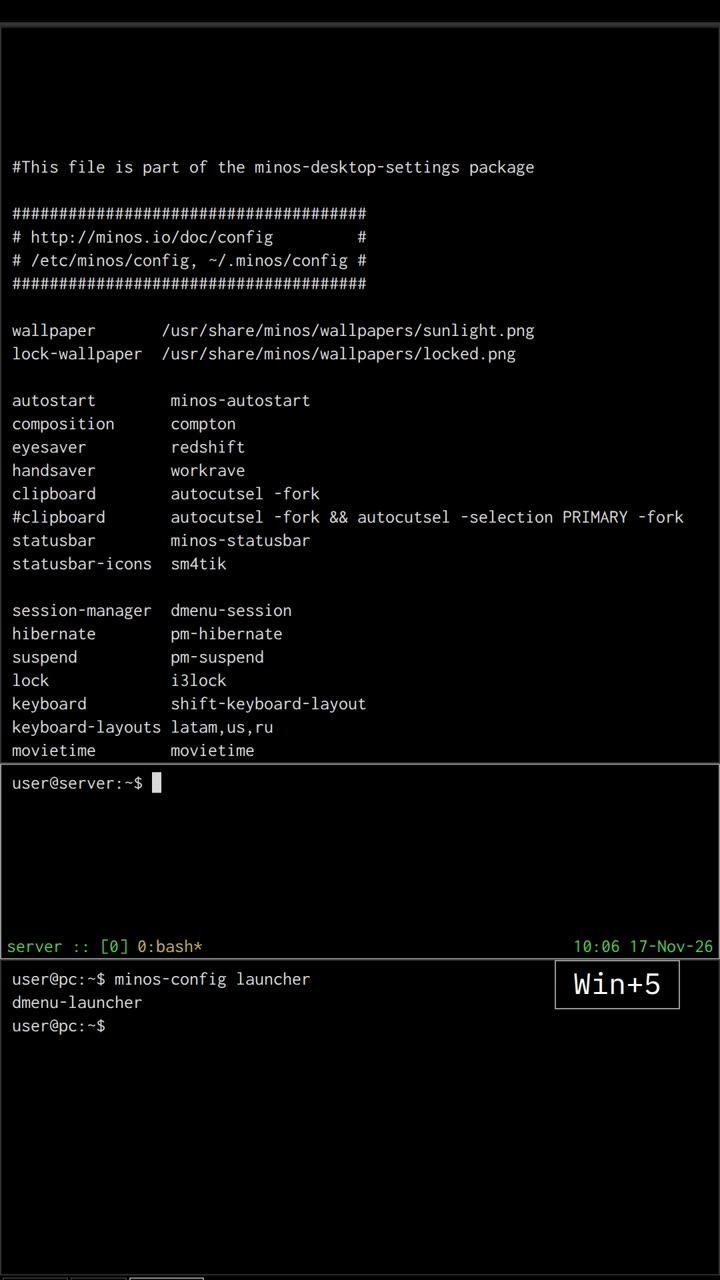 #This file is part of the minos-desktop-settings package
######################################
# http://minos.io/doc/config         #
# /etc/minos/config, ~/.minos/config #
######################################
wallpaper       /usr/share/minos/wallpapers/sunlight.png
lock-wallpaper  /usr/share/minos/wallpapers/locked.png
autostart        minos-autostart
composition      compton
eyesaver         redshift
handsaver        workrave
clipboard        autocutsel -fork
#clipboard       autocutsel -fork && autocutsel -selection PRIMARY -fork
statusbar        minos-statusbar
statusbar-icons  sm4tik
session-manager  dmenu-session
hibernate        pm-hibernate
suspend          pm-suspend
lock             i3lock
keyboard         shift-keyboard-layout
keyboard-layouts latam,us,ru
movietime        movietime
user@server:~$
server :: [0] 0:bash* 10:06 17-Nov-26
user@pc:~$ minos-config launcher
Win+5
dmenu-launcher
user@pc:~$